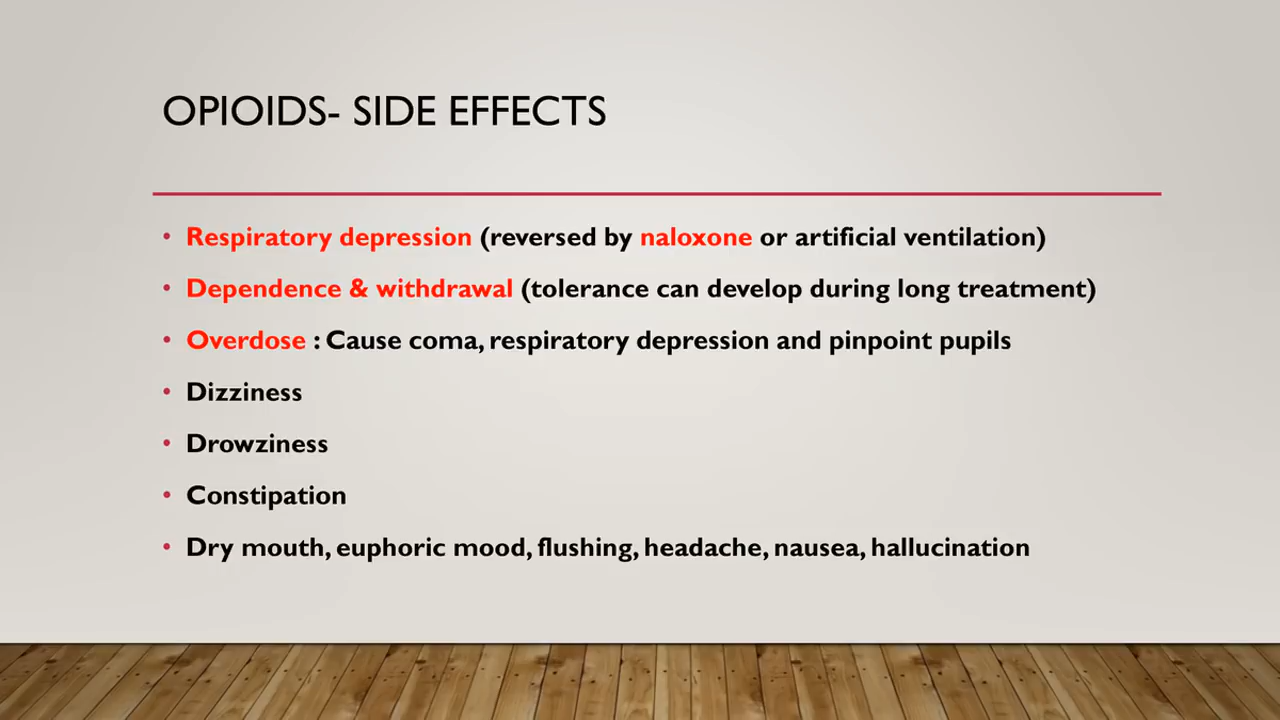 OPIOIDS- SIDE EFFECTS
• Respiratory depression (reversed by naloxone or artificial ventilation)
• Dependence & withdrawal (tolerance can develop during long treatment)
• Overdose : Cause coma, respiratory depression and pinpoint pupils
• Dizziness
• Drowziness
• Constipation
• Dry mouth, euphoric mood, flushing, headache, nausea, hallucination